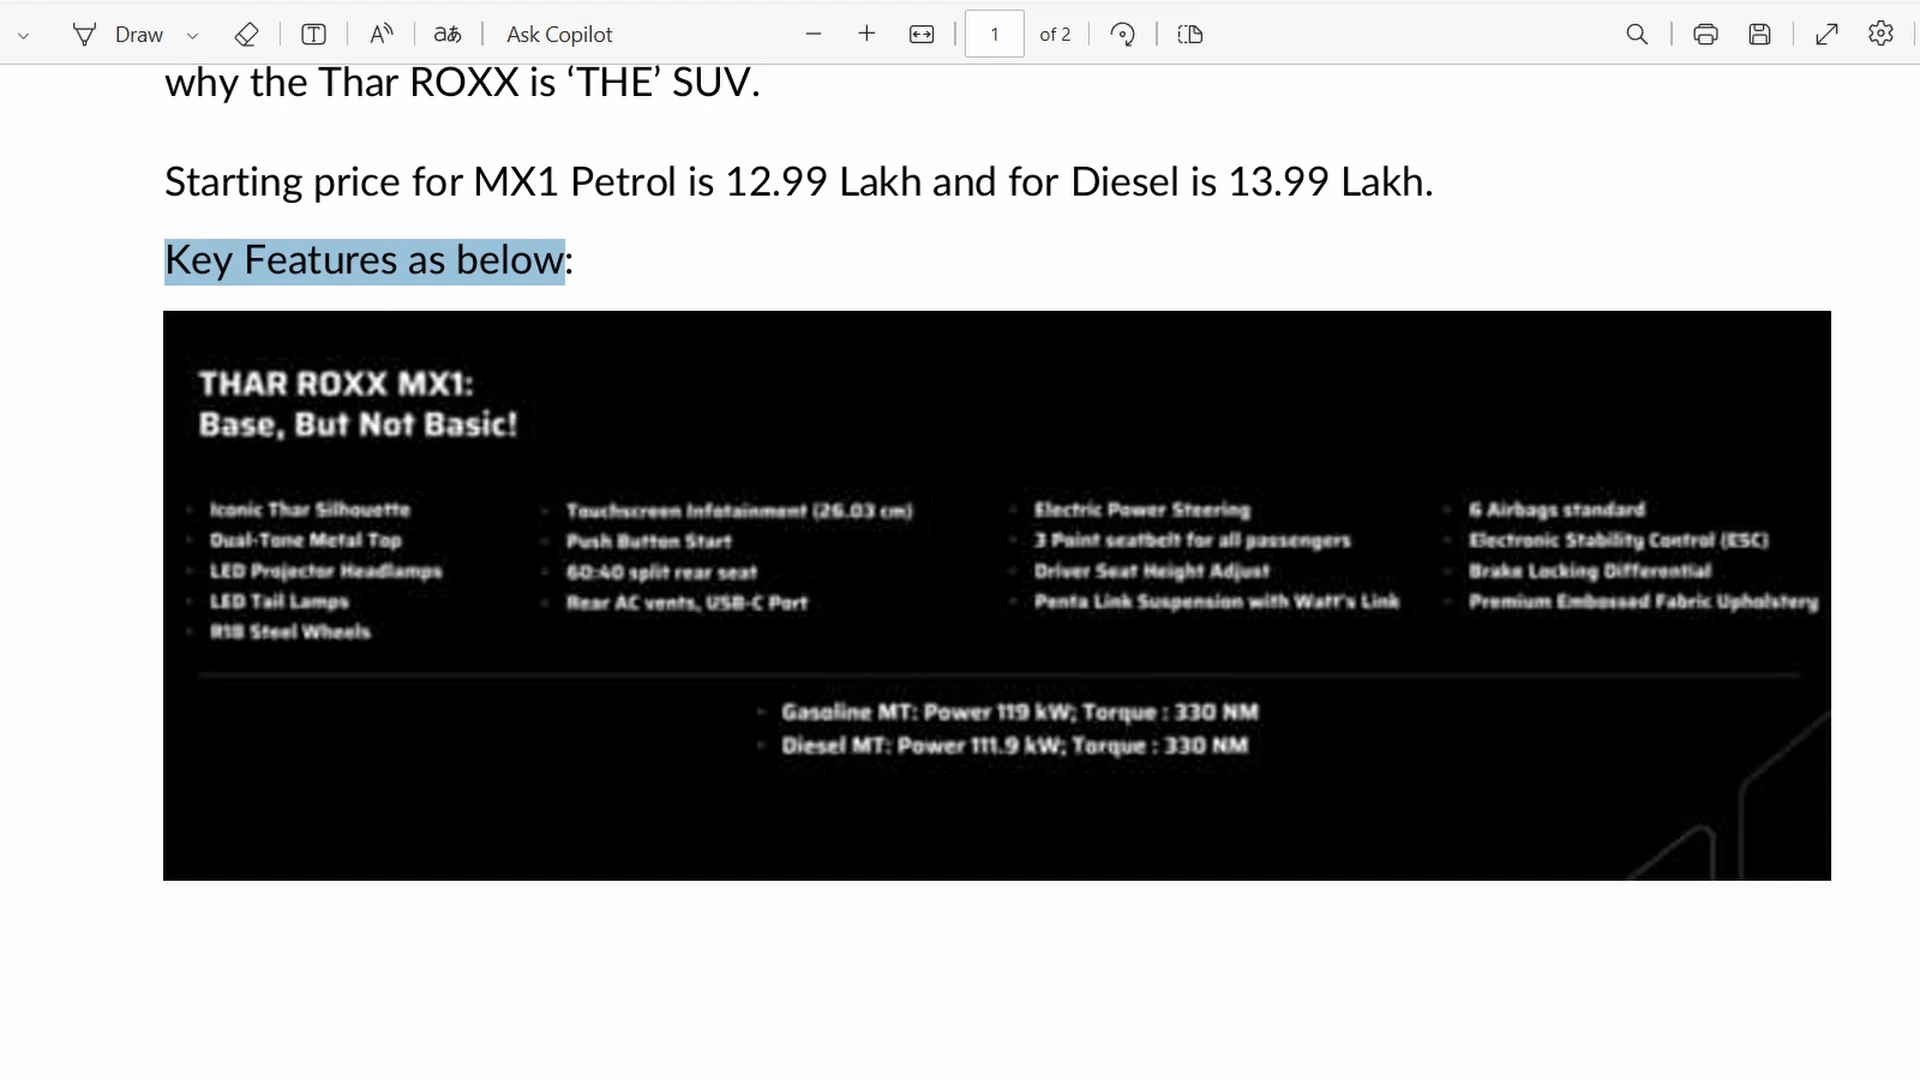 Draw
Ask Copilot
1
of 2
why the Thar ROXX is ‘THE’ SUV.
Starting price for MX1 Petrol is 12.99 Lakh and for Diesel is 13.99 Lakh.
Key Features as below:
THAR ROXX MX1:
Base, But Not Basic!
Iconic Thar Silhouette
Dual-Tone Metal Top
LED Projector Headlamps
LED Tail Lamps
R18 Steel Wheels
Touchscreen Infotainment (26.03 cm)
Push Button Start
60:40 split rear seat
Rear AC vents, USB-C Port
Electric Power Steering
3 Point seatbelt for all passengers
Driver Seat Height Adjust
Penta Link Suspension with Watt's Link
6 Airbags standard
Electronic Stability Control (ESC)
Brake Locking Differential
Premium Embossed Fabric Upholstery
Gasoline MT: Power 119 kW; Torque : 330 NM
Diesel MT: Power 111.9 kW; Torque : 330 NM